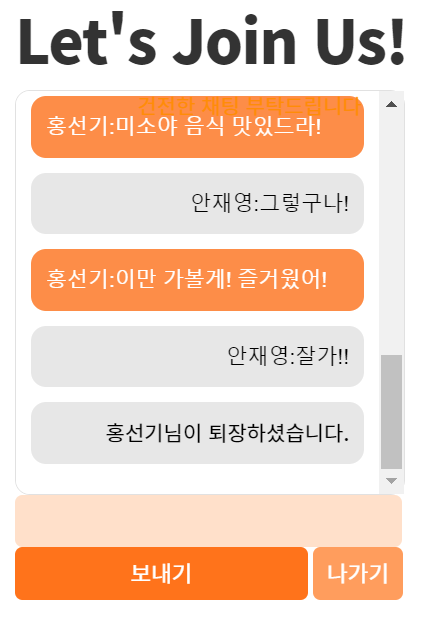 Let's Join Us!
건전한 채팅 부탁드립니다
홍선기:미소야 음식 맛있드라!
안재영:그렇구나!
홍선기:이만 가볼게! 즐거웠어!
안재영:잘가!!
홍선기님이 퇴장하셨습니다.
보내기 나가기